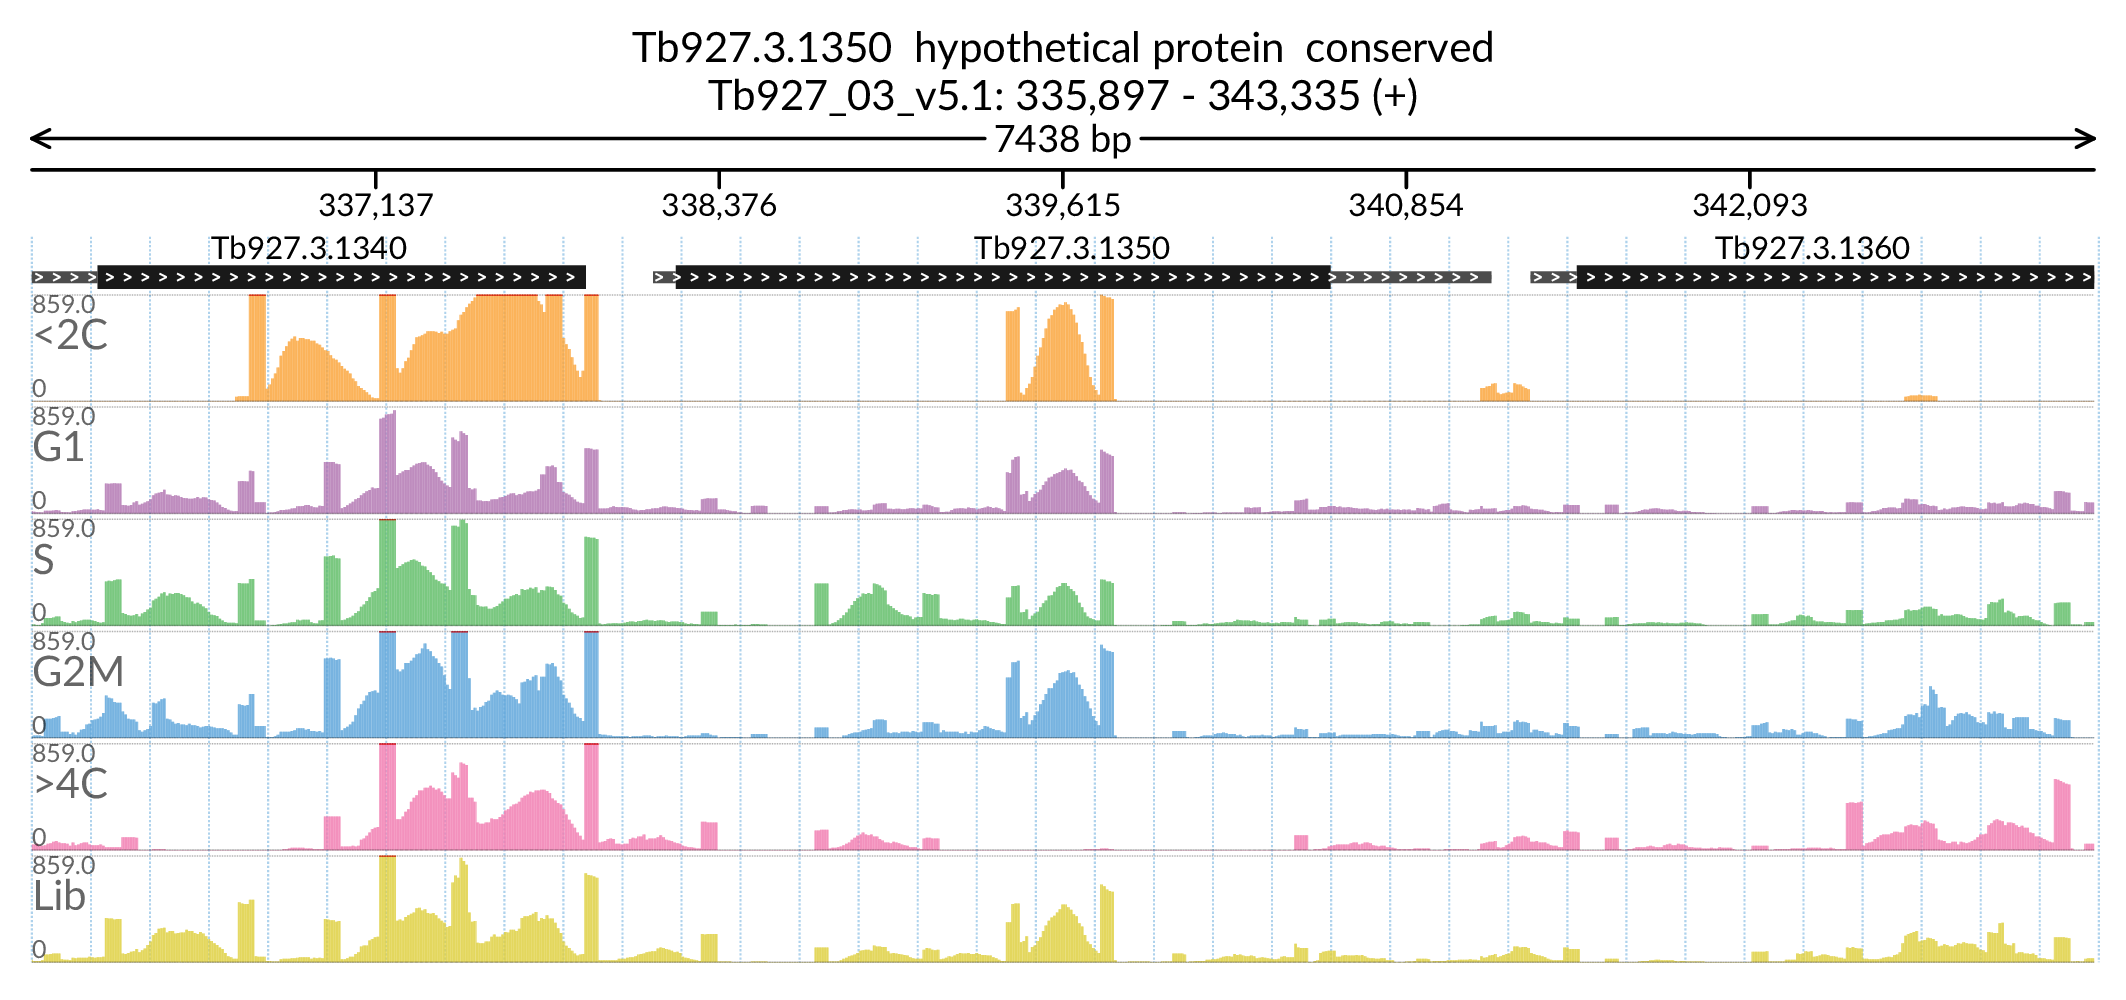 Tb927.3.1350 hypothetical protein conserved
Tb927_03_v5.1: 335,897 - 343,335 (+)
7438 bp
337,137 338,376 339,615 340,854 342,093
Tb927.3.1340 Tb927.3.1350 Tb927.3.1360
859.0
<2C
0
859.0
G1
0
859.0
S
0
859.0
G2M
0
859.0
>4C
0
859.0
Lib
0